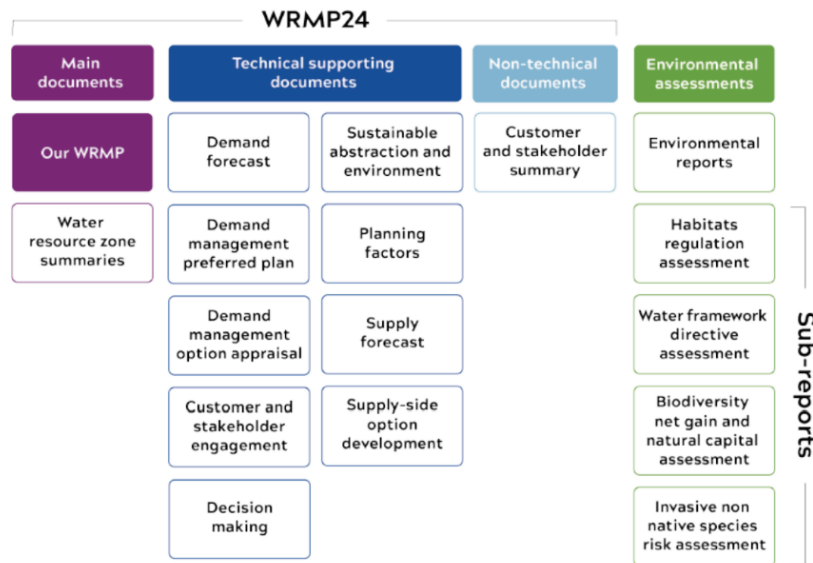 WRMP24
Main
documents
Technical supporting
documents
Non-technical
documents
Environmental
assessments
Our WRMP
Demand
forecast
Sustainable
abstraction and
environment
Customer
and stakeholder
summary
Environmental
reports
Water
resource zone
summaries
Demand
management
preferred plan
Planning
factors
Habitats
regulation
assessment
Demand
management
option appraisal
Supply
forecast
Water framework
directive
assessment
Customer and
stakeholder
engagement
Supply-side
option
development
Biodiversity
net gain and
natural capital
assessment
Decision
making
Invasive non
native species
risk assessment
Sub-reports